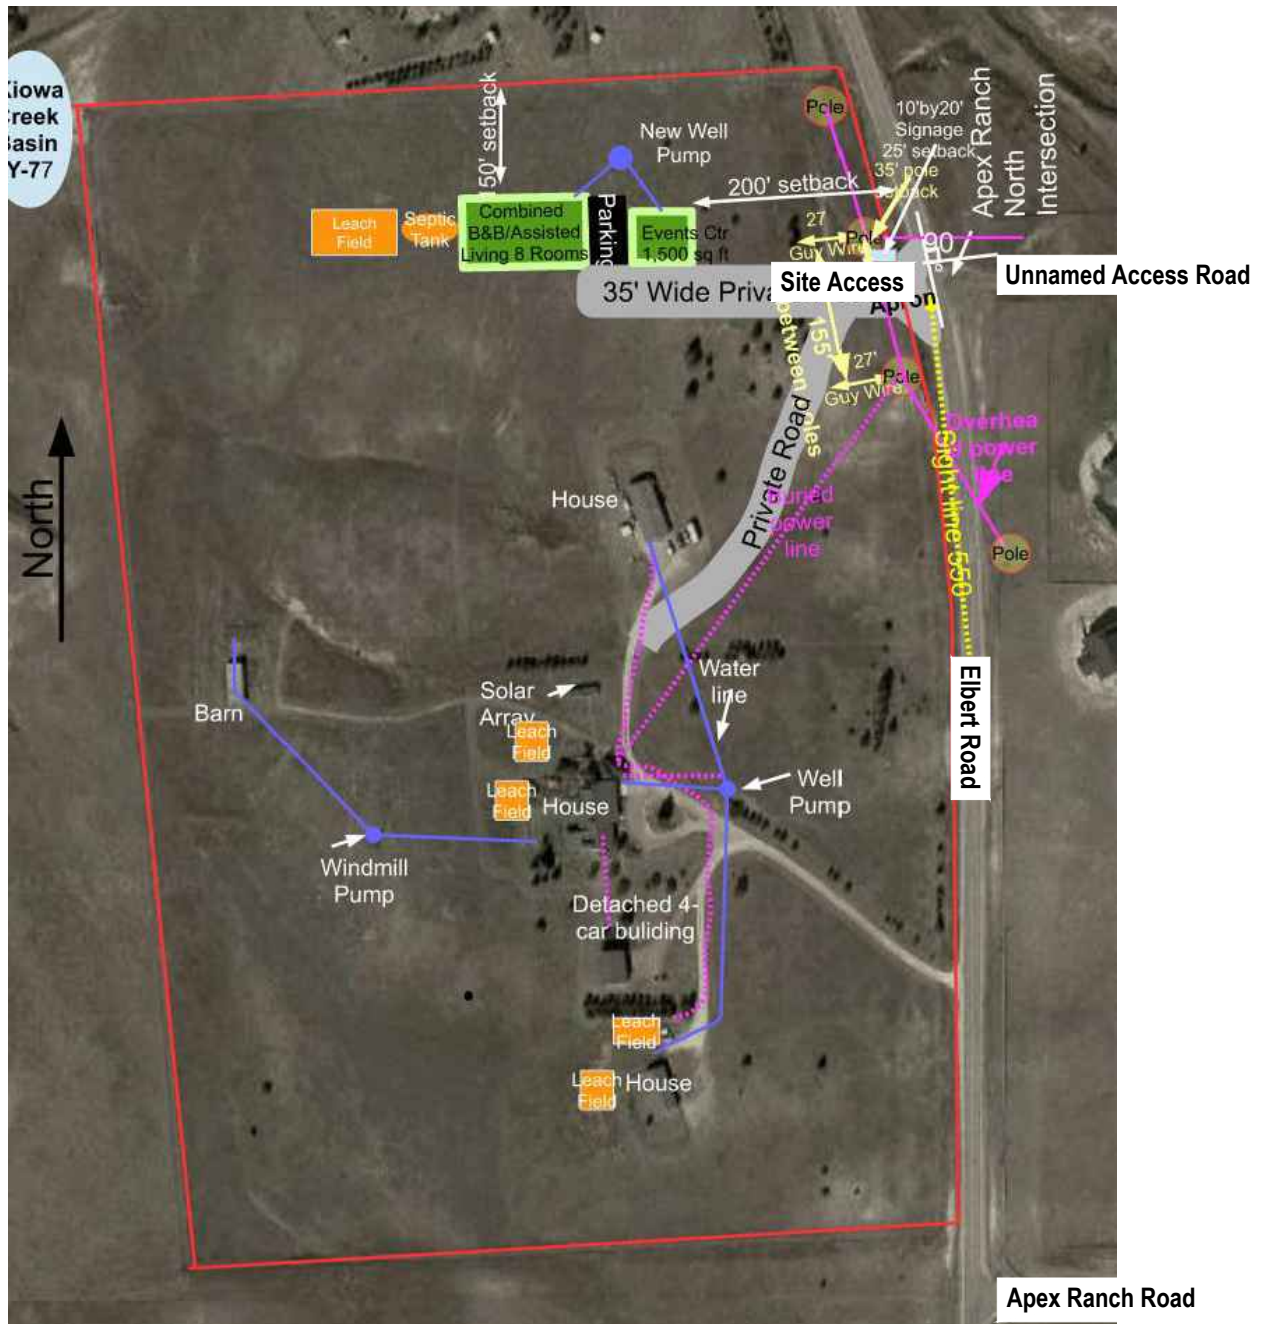 Kiowa
Creek
Basin
Y-77
150' setback
New Well
Pump
Pole
10'by20'
Signage
25' setback
35' pole
setback
Apex Ranch
North
Intersection
200' setback
Leach
Field
Septic
Tank
Combined
B&B/Assisted
Living 8 Rooms
Parking
Events Ctr
1,500 sq ft
27
Guy Wire
Pole
90°
Site Access
Unnamed Access Road
35' Wide Priva
Apron
155
between poles
27'
Guy Wire
Pole
Private Road
Overhea
d power
line
Sight line 550
Pole
Buried
power
line
House
North
Water
line
Solar
Array
Barn
Leach
Field
Leach
Field
House
Well
Pump
Elbert Road
Windmill
Pump
Detached 4-
car buliding
Leach
Field
Leach
Field
House
Apex Ranch Road